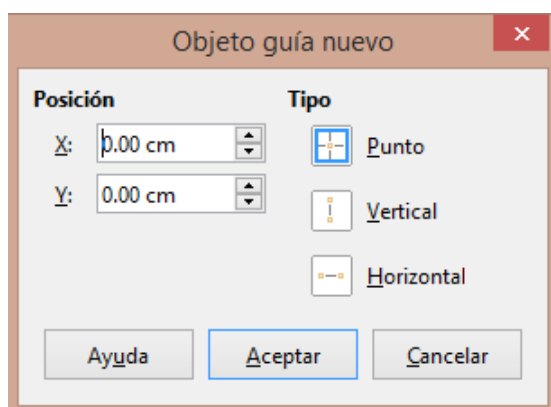 Objeto guía nuevo
Posición
X: 0.00 cm
Y: 0.00 cm
Tipo
Punto
Vertical
Horizontal
Ayuda Aceptar Cancelar